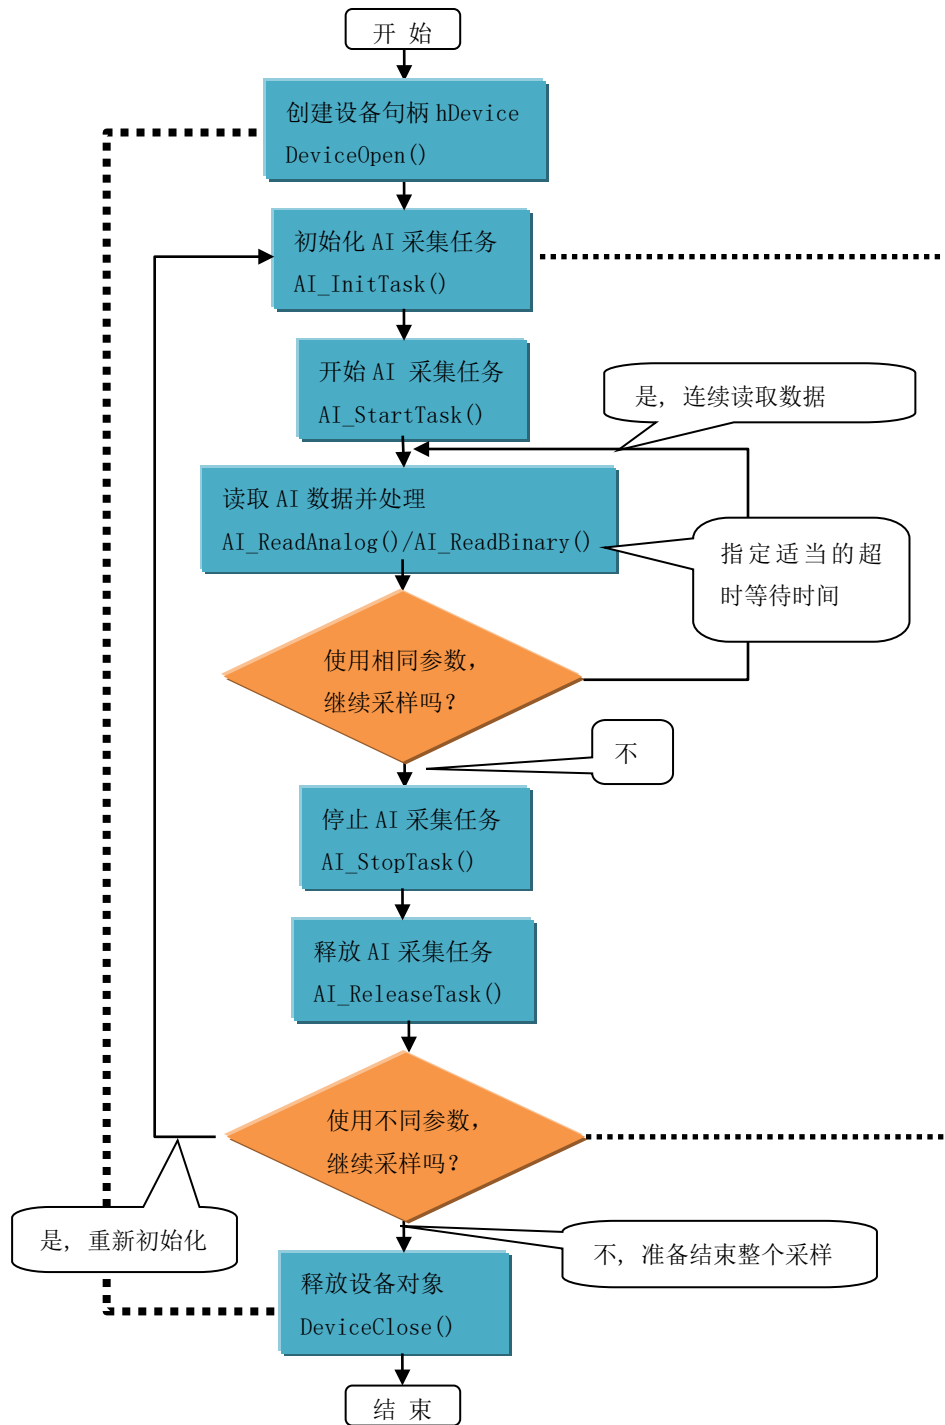 开 始
创建设备句柄 hDevice
DeviceOpen()
初始化 AI 采集任务
AI_InitTask()
开始 AI 采集任务
AI_StartTask()
是，连续读取数据
读取 AI 数据并处理
AI_ReadAnalog()/AI_ReadBinary()
指定适当的超
时等待时间
使用相同参数，
继续采样吗？
不
停止 AI 采集任务
AI_StopTask()
释放 AI 采集任务
AI_ReleaseTask()
使用不同参数，
继续采样吗？
是，重新初始化
不，准备结束整个采样
释放设备对象
DeviceClose()
结 束